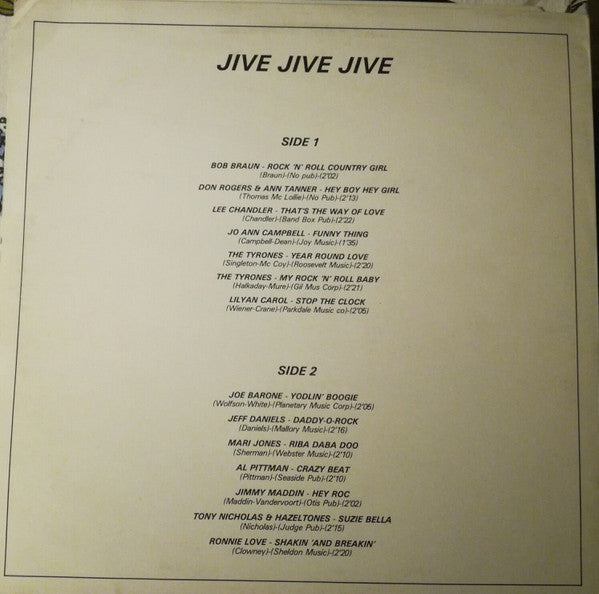 JIVE JIVE JIVE
SIDE 1
BOB BRAUN - ROCK 'N' ROLL COUNTRY GIRL
(Braun)-(No pub)-(2'02)
DON ROGERS & ANN TANNER - HEY BOY HEY GIRL
(Thomas Mc Lollie)-(No Pub)-(2'13)
LEE CHANDLER - THAT'S THE WAY OF LOVE
(Chandler)-(Band Box Pub)-(2'22)
JO ANN CAMPBELL - FUNNY THING
(Campbell-Dean)-(Joy Music)-(1'35)
THE TYRONES - YEAR ROUND LOVE
(Singleton-Mc Coy)-(Roosevelt Music)-(2'20)
THE TYRONES - MY ROCK 'N' ROLL BABY
(Halkaday-Mure)-(Gil Mus Corp)-(2'21)
LILYAN CAROL - STOP THE CLOCK
(Wiener-Crane)-(Parkdale Music co)-(2'05)
SIDE 2
JOE BARONE - YODLIN' BOOGIE
(Wolfson-White)-(Planetary Music Corp)-(2'05)
JEFF DANIELS - DADDY-O-ROCK
(Daniels)-(Mallory Music)-(2'16)
MARI JONES - RIBA DABA DOO
(Sherman)-(Webster Music)-(2'10)
AL PITTMAN - CRAZY BEAT
(Pittman)-(Seaside Pub)-(2'10)
JIMMY MADDIN - HEY ROC
(Maddin-Vandervoort)-(Otis Pub)-(2'02)
TONY NICHOLAS & HAZELTONES - SUZIE BELLA
(Nicholas)-(Judge Pub)-(2'15)
RONNIE LOVE - SHAKIN 'AND BREAKIN'
(Clowney)-(Sheldon Music)-(2'20)